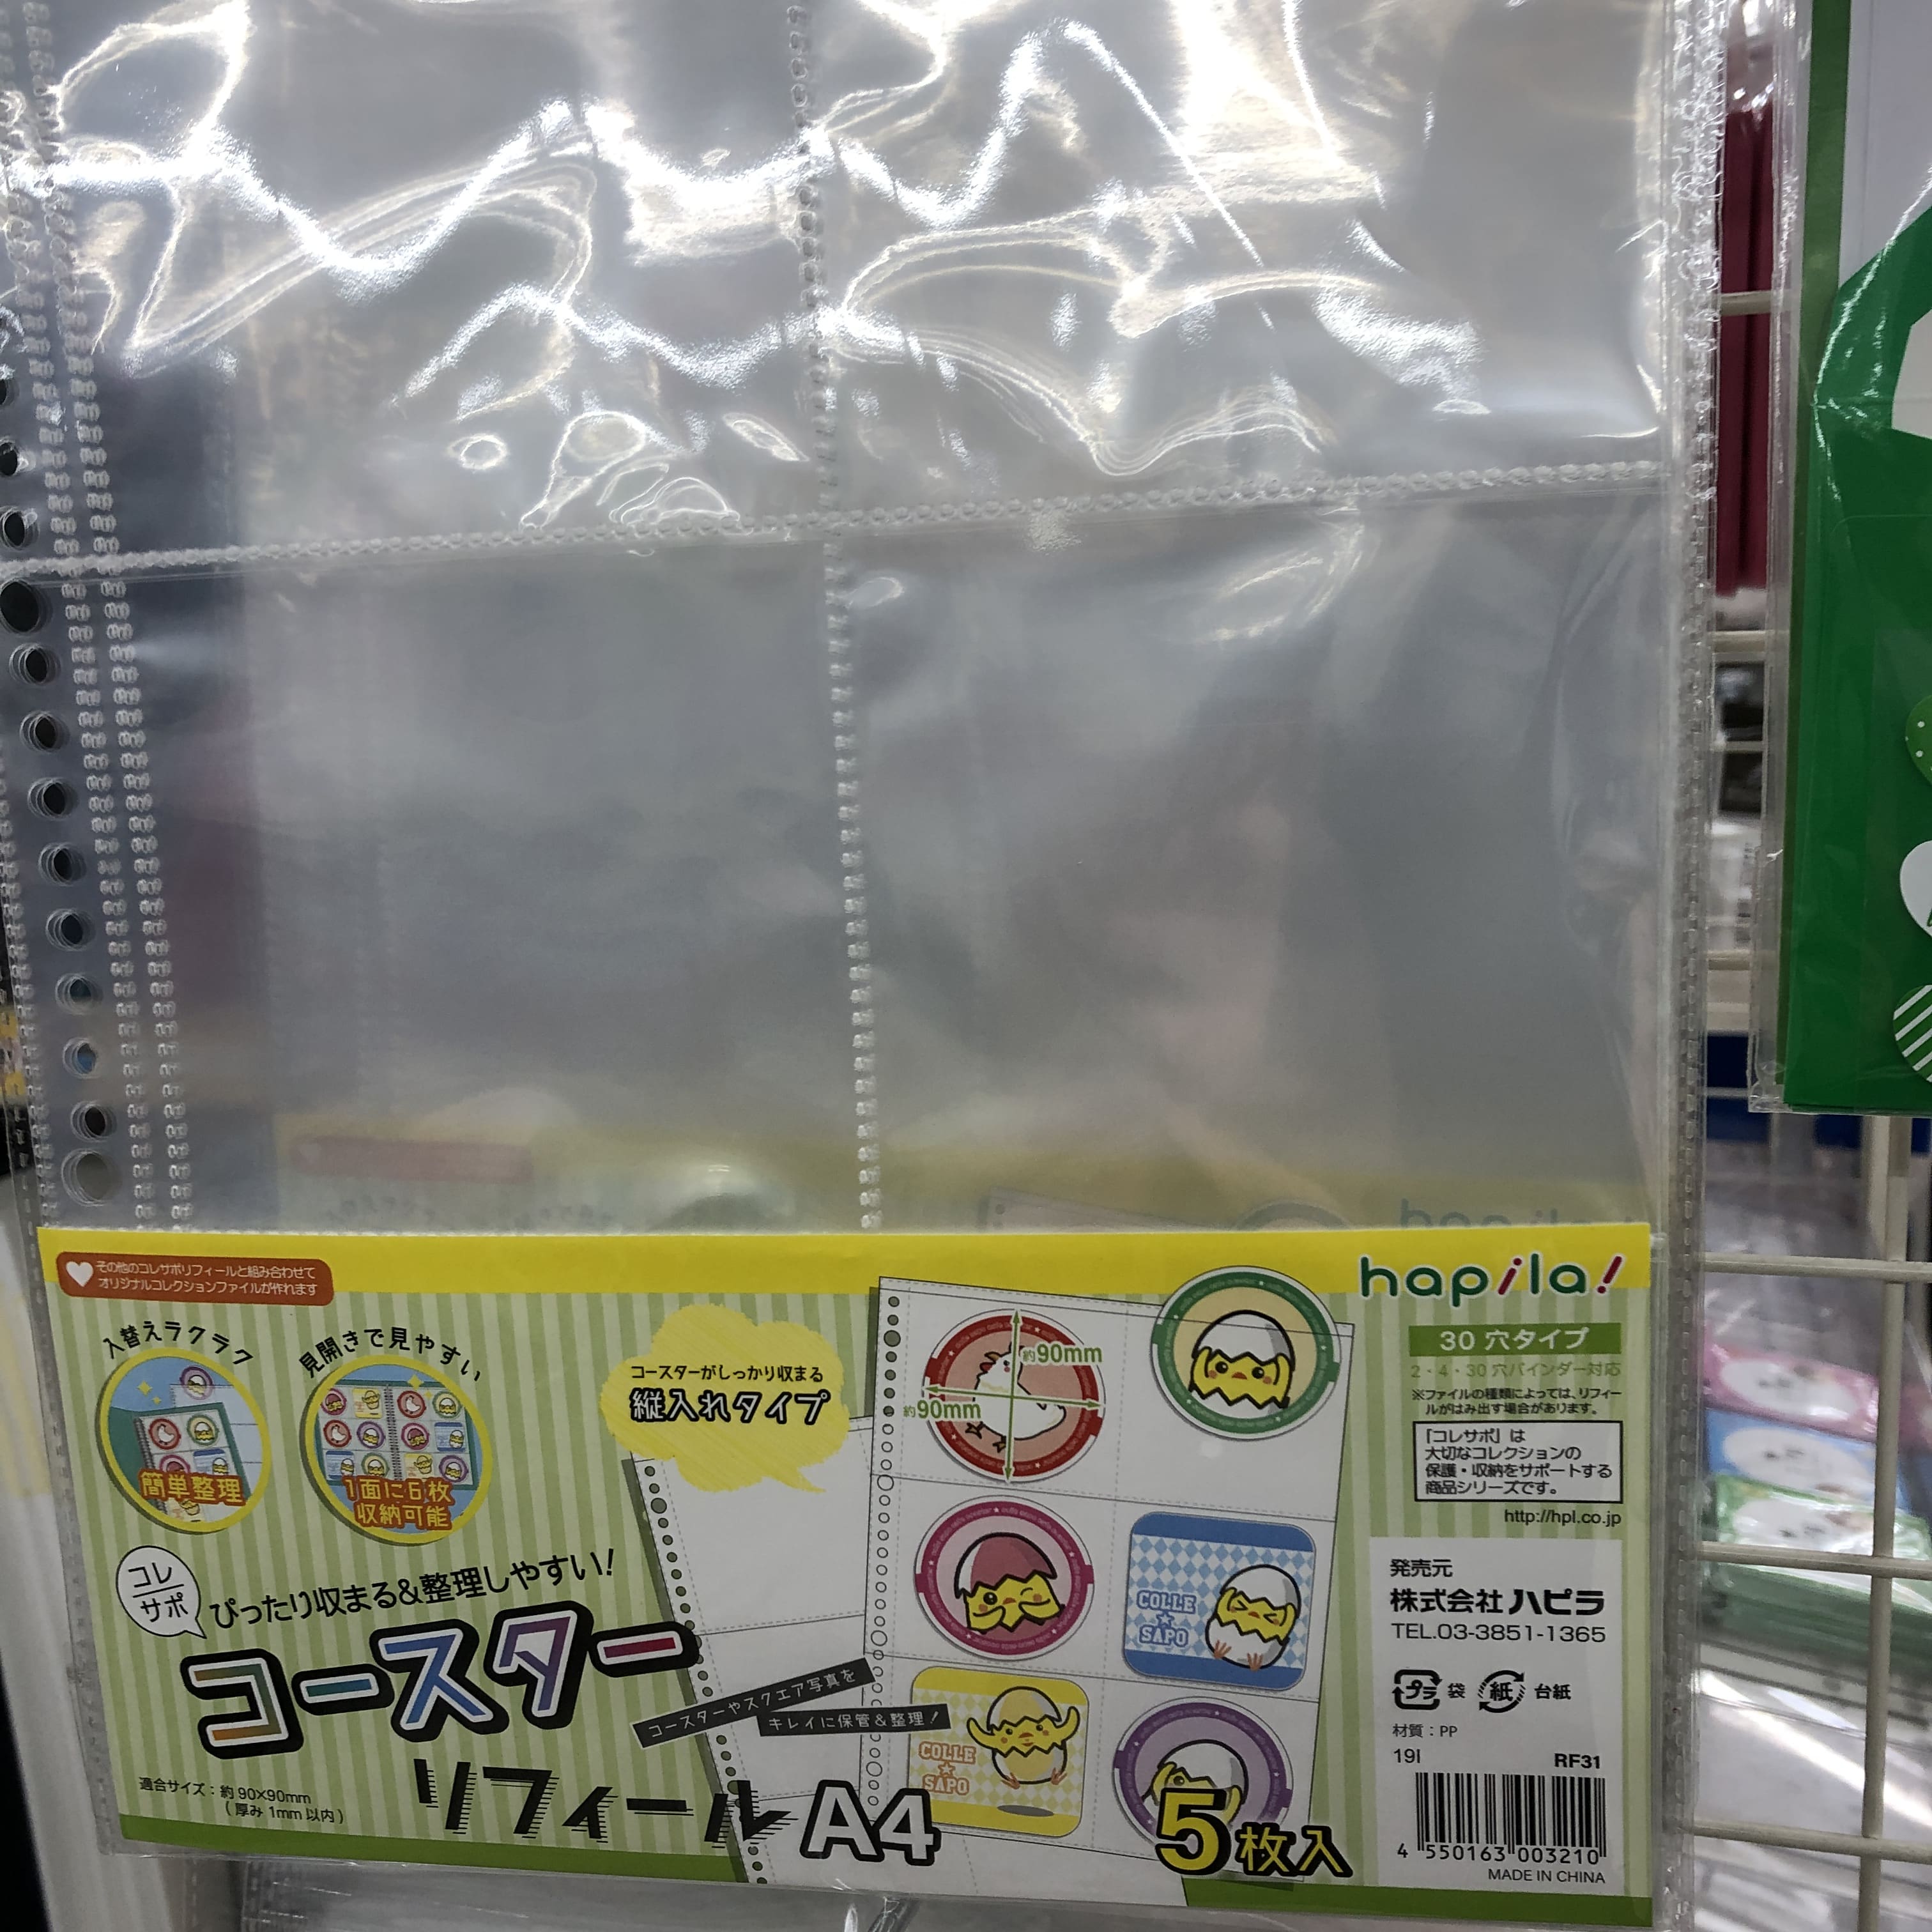 その他のコレサポリフィールと組み合わせて
オリジナルコレクションファイルが作れます
hapila!
入替えラクラク
簡単整理
見開きで見やすい
1面に6枚
収納可能
コースターがしっかり収まる
縦入れタイプ
約90mm
約90mm
COLLE
★
SAPO
COLLE
★
SAPO
30穴タイプ
2・4・30穴バインダー対応
※ファイルの種類によっては、リフィー
ルがはみ出す場合があります。
「コレサポ」は
大切なコレクションの
保護・収納をサポートする
商品シリーズです。
http://hpl.co.jp
コレ
サポ
ぴったり収まる&整理しやすい!
コースター
リフィールA4
コースターやスクエア写真を
キレイに保管&整理!
適合サイズ:約90×90mm
(厚み1mm以内)
5枚入
発売元
株式会社ハピラ
TEL.03-3851-1365
プラ 袋 紙 台紙
材質:PP
19I RF31
4 550163 003210
MADE IN CHINA